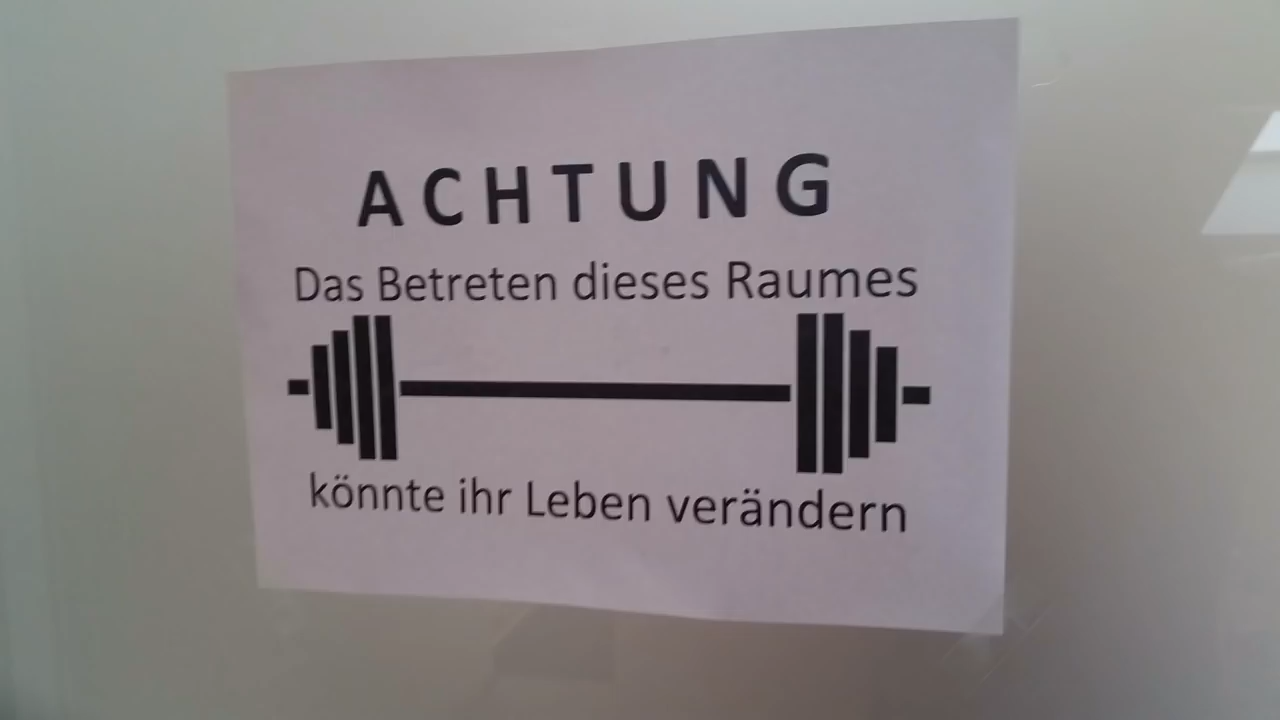 ACHTUNG
Das Betreten dieses Raumes
könnte ihr Leben verändern